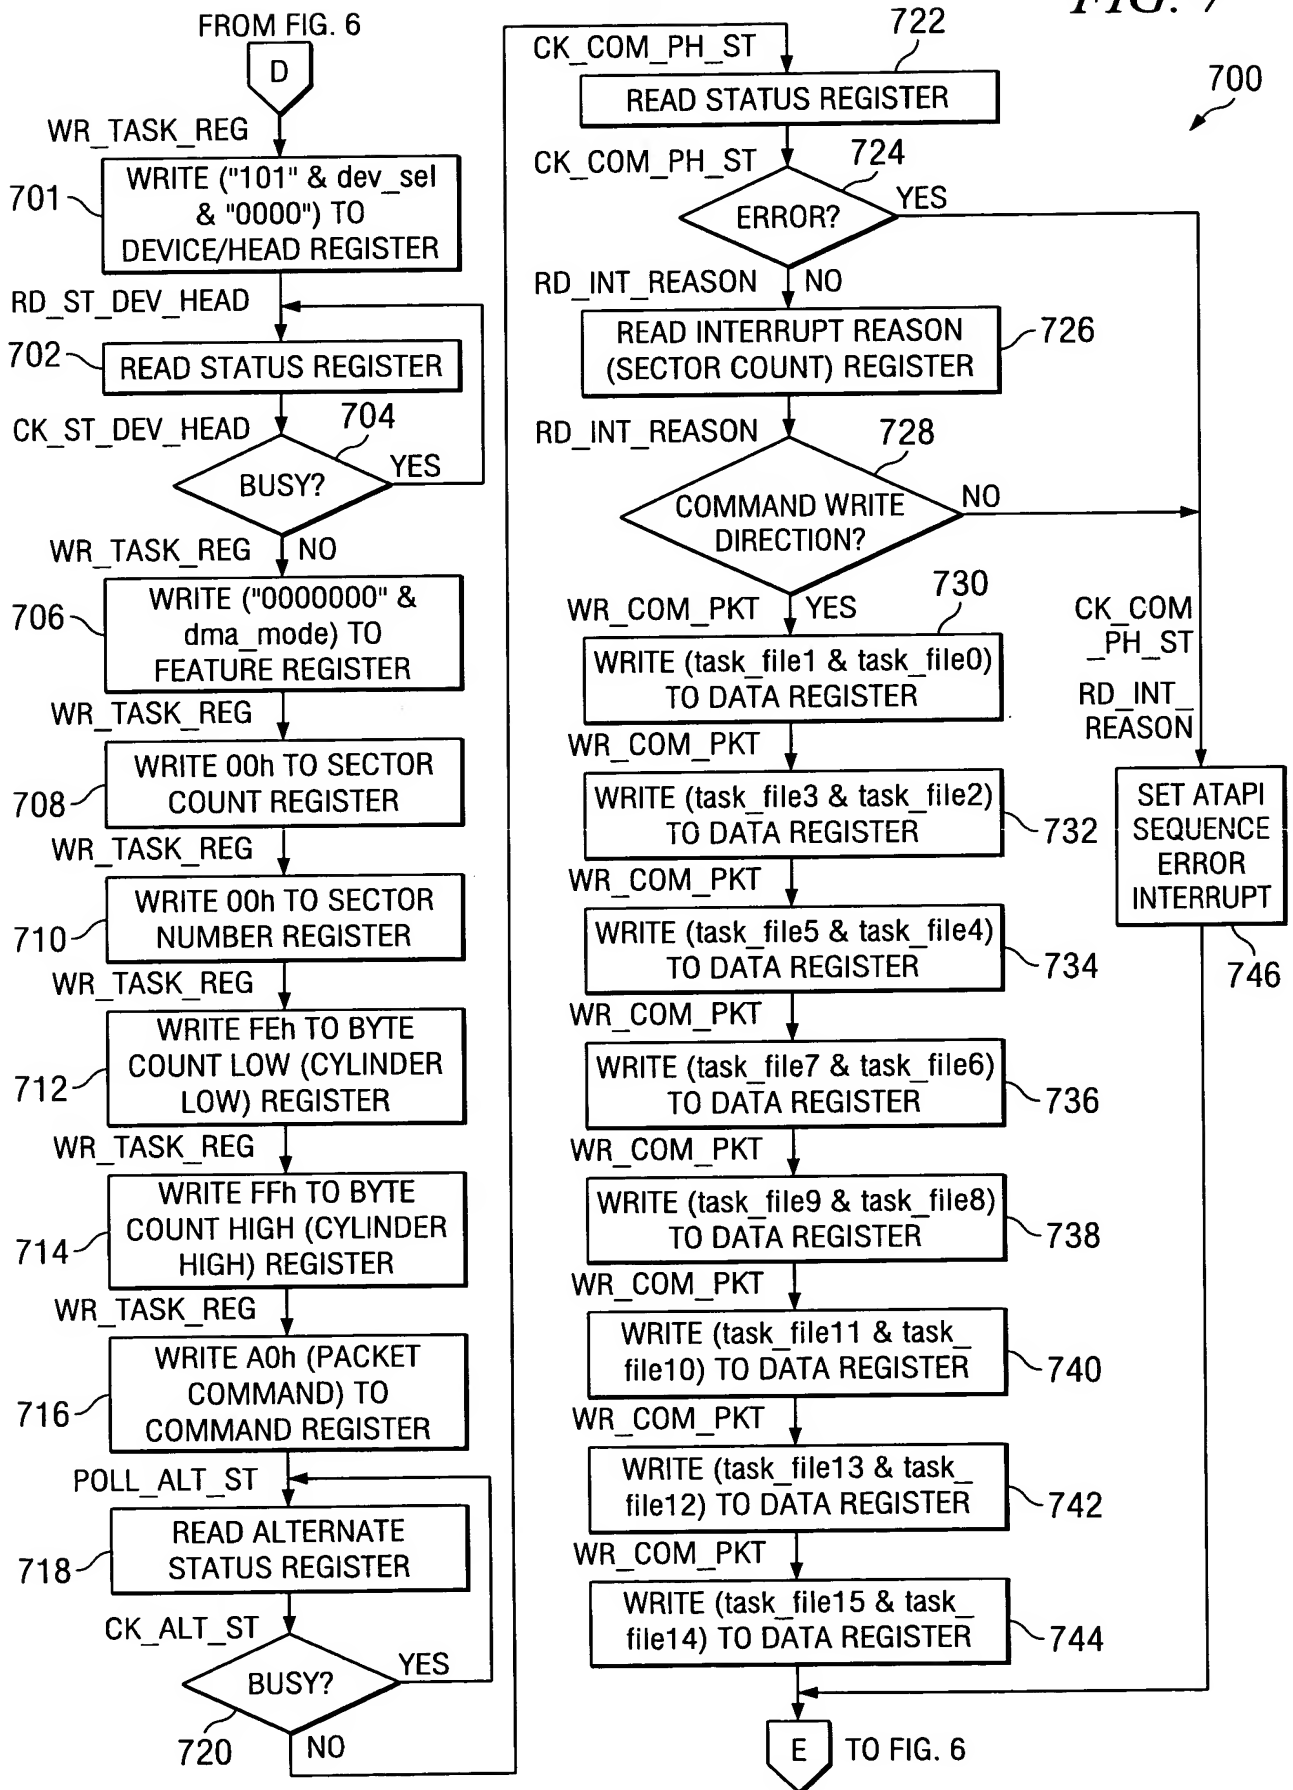 FIG. 7
700
FROM FIG. 6
D
WR_TASK_REG
701
WRITE ("101" & dev_sel
& "0000") TO
DEVICE/HEAD REGISTER
RD_ST_DEV_HEAD
702
READ STATUS REGISTER
CK_ST_DEV_HEAD
704
BUSY?
YES
WR_TASK_REG
NO
706
WRITE ("0000000" &
dma_mode) TO
FEATURE REGISTER
WR_TASK_REG
708
WRITE 00h TO SECTOR
COUNT REGISTER
WR_TASK_REG
710
WRITE 00h TO SECTOR
NUMBER REGISTER
WR_TASK_REG
712
WRITE FEh TO BYTE
COUNT LOW (CYLINDER
LOW) REGISTER
WR_TASK_REG
714
WRITE FFh TO BYTE
COUNT HIGH (CYLINDER
HIGH) REGISTER
WR_TASK_REG
716
WRITE A0h (PACKET
COMMAND) TO
COMMAND REGISTER
POLL_ALT_ST
718
READ ALTERNATE
STATUS REGISTER
CK_ALT_ST
BUSY?
YES
720
NO
CK_COM_PH_ST
722
READ STATUS REGISTER
CK_COM_PH_ST
724
ERROR?
YES
RD_INT_REASON
NO
READ INTERRUPT REASON
(SECTOR COUNT) REGISTER
726
RD_INT_REASON
728
COMMAND WRITE
DIRECTION?
NO
WR_COM_PKT
YES
730
WRITE (task_file1 & task_file0)
TO DATA REGISTER
WR_COM_PKT
WRITE (task_file3 & task_file2)
TO DATA REGISTER
732
WR_COM_PKT
WRITE (task_file5 & task_file4)
TO DATA REGISTER
734
WR_COM_PKT
WRITE (task_file7 & task_file6)
TO DATA REGISTER
736
WR_COM_PKT
WRITE (task_file9 & task_file8)
TO DATA REGISTER
738
WR_COM_PKT
WRITE (task_file11 & task_
file10) TO DATA REGISTER
740
WR_COM_PKT
WRITE (task_file13 & task_
file12) TO DATA REGISTER
742
WR_COM_PKT
WRITE (task_file15 & task_
file14) TO DATA REGISTER
744
CK_COM
_PH_ST
RD_INT_
REASON
SET ATAPI
SEQUENCE
ERROR
INTERRUPT
746
E
TO FIG. 6